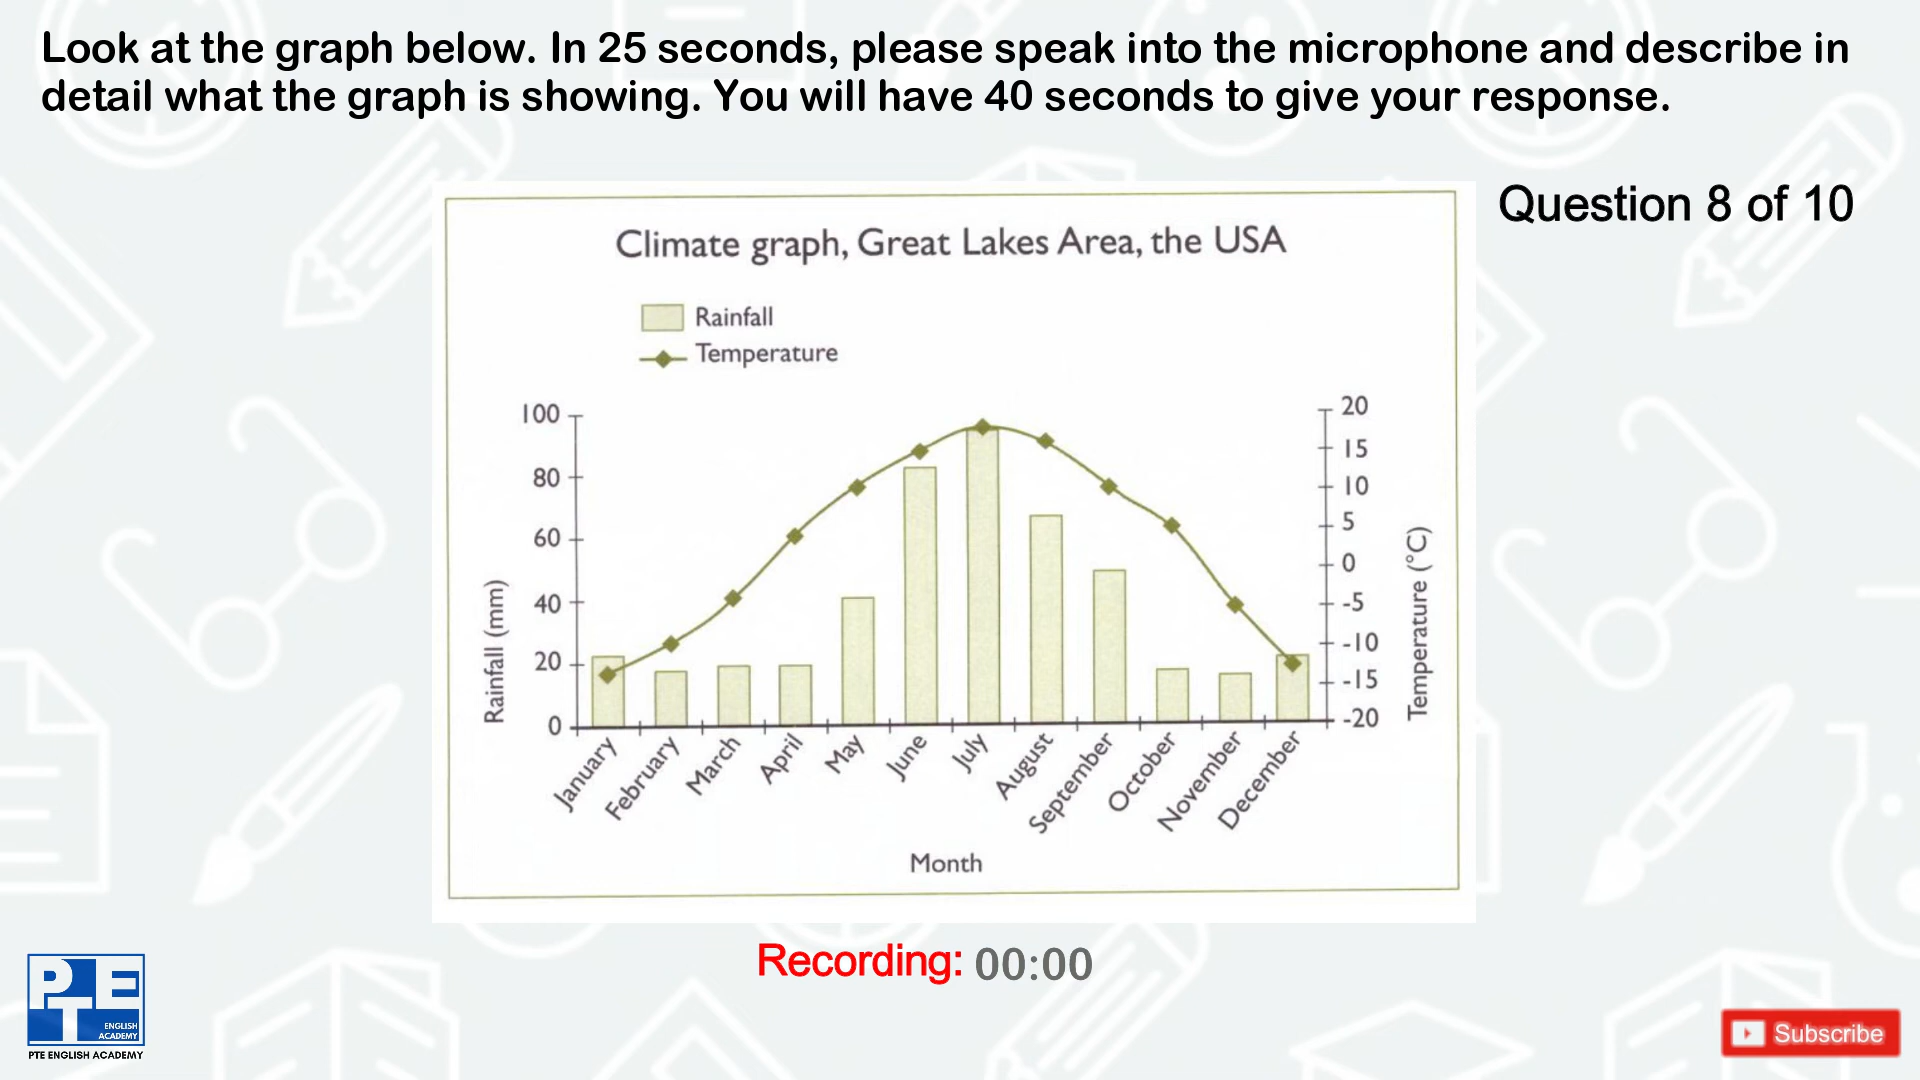 Look at the graph below. In 25 seconds, please speak into the microphone and describe in
detail what the graph is showing. You will have 40 seconds to give your response.
Question 8 of 10
Climate graph, Great Lakes Area, the USA
Rainfall
Temperature
100
80
60
40
20
0
Rainfall (mm)
20
15
10
5
0
-5
-10
-15
-20
Temperature (°C)
January
February
March
April
May
June
July
August
September
October
November
December
Month
Recording: 00:00
PTE
ENGLISH
ACADEMY
PTE ENGLISH ACADEMY
Subscribe